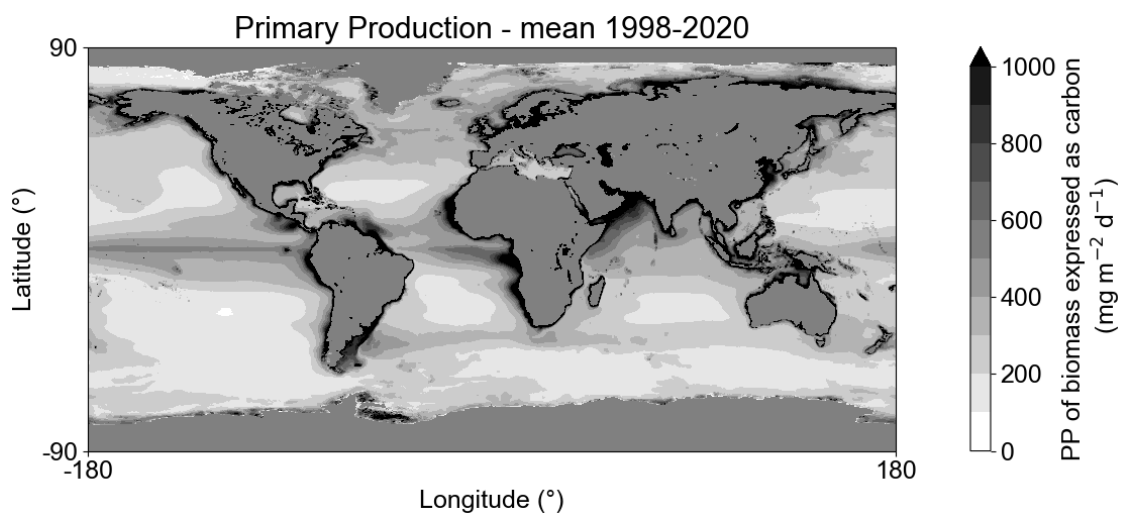 Primary Production - mean 1998-2020
90
-90
-180
180
Latitude (°)
Longitude (°)
1000
800
600
400
200
0
PP of biomass expressed as carbon
(mg m⁻² d⁻¹)